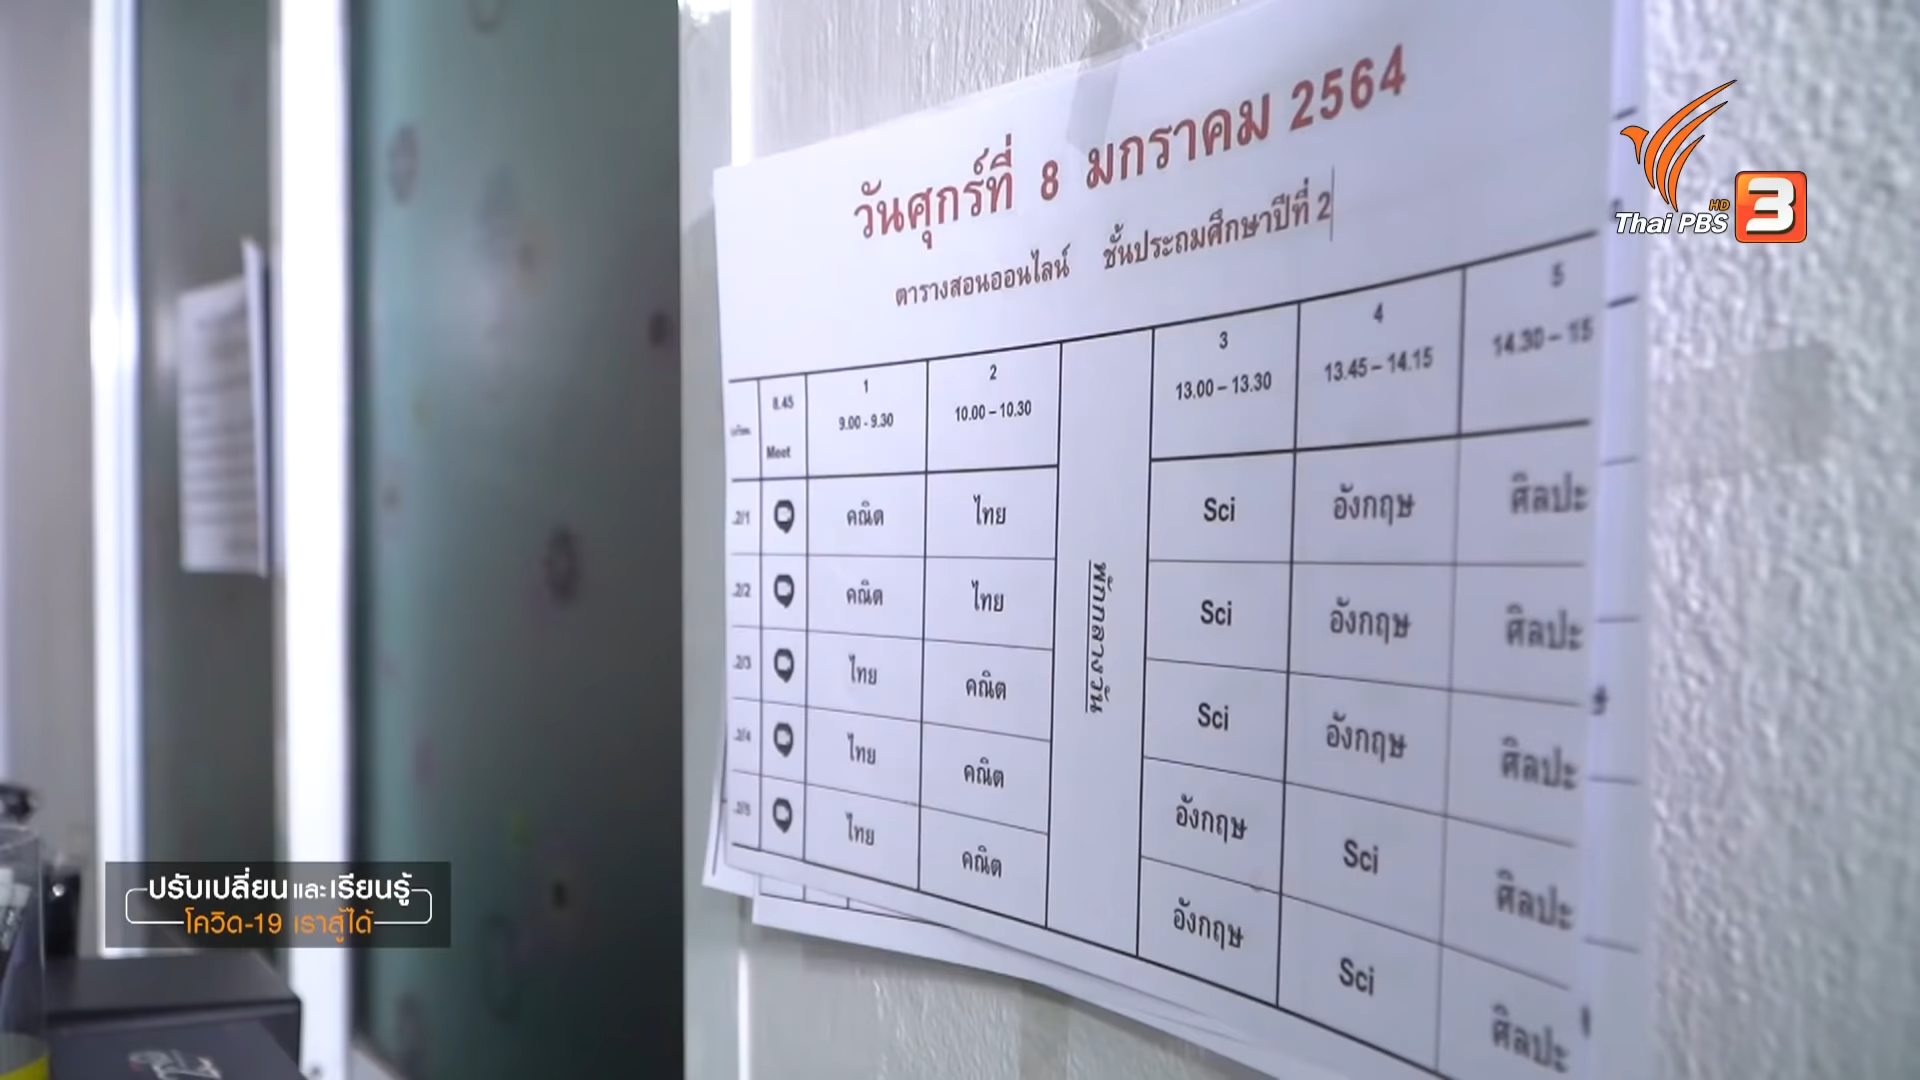 วันศุกร์ที่ 8 มกราคม 2564
ตารางสอนออนไลน์ ชั้นประถมศึกษาปีที่ 2
8.45 1 2 3 4 5
Meet 9.00 - 9.30 10.00 – 10.30 13.00 – 13.30 13.45 – 14.15 14.30 – 15
.2/1 คณิต ไทย Sci อังกฤษ ศิลปะ
.2/2 คณิต ไทย Sci อังกฤษ ศิลปะ
.2/3 ไทย คณิต Sci อังกฤษ ศิลปะ
.2/4 ไทย คณิต อังกฤษ Sci ศิลปะ
.2/5 ไทย คณิต อังกฤษ Sci ศิลปะ
พักกลางวัน
Thai PBS HD 3
ปรับเปลี่ยนและเรียนรู้
โควิด-19 เราสู้ได้